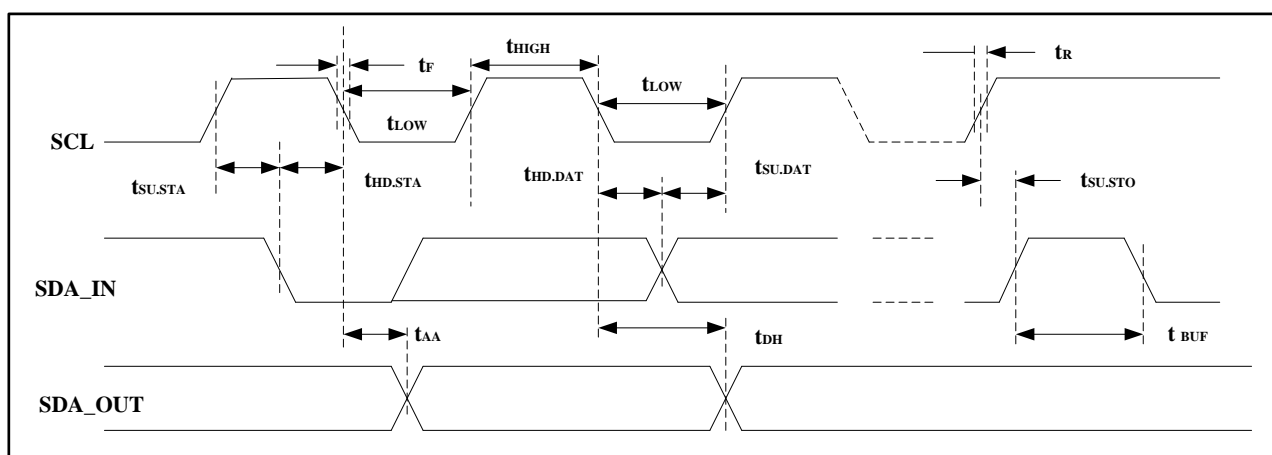 tHIGH
tF
tR
tLOW
tLOW
SCL
tSU.STA
tHD.STA
tHD.DAT
tSU.DAT
tSU.STO
SDA_IN
tAA
tDH
t BUF
SDA_OUT